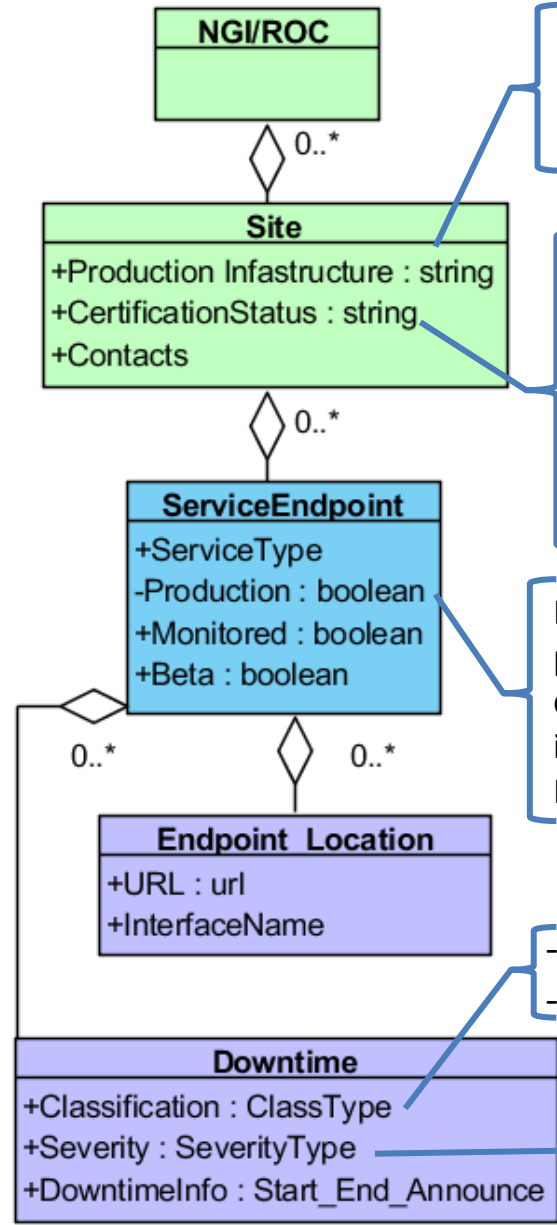 NGI/ROC
0..*
Site
+Production Infastructure : string
+CertificationStatus : string
+Contacts
0..*
ServiceEndpoint
+ServiceType
-Production : boolean
+Monitored : boolean
+Beta : boolean
0..*
0..*
Endpoint_Location
+URL : url
+InterfaceName
Downtime
+Classification : ClassType
+Severity : SeverityType
+DowntimeInfo : Start_End_Announce